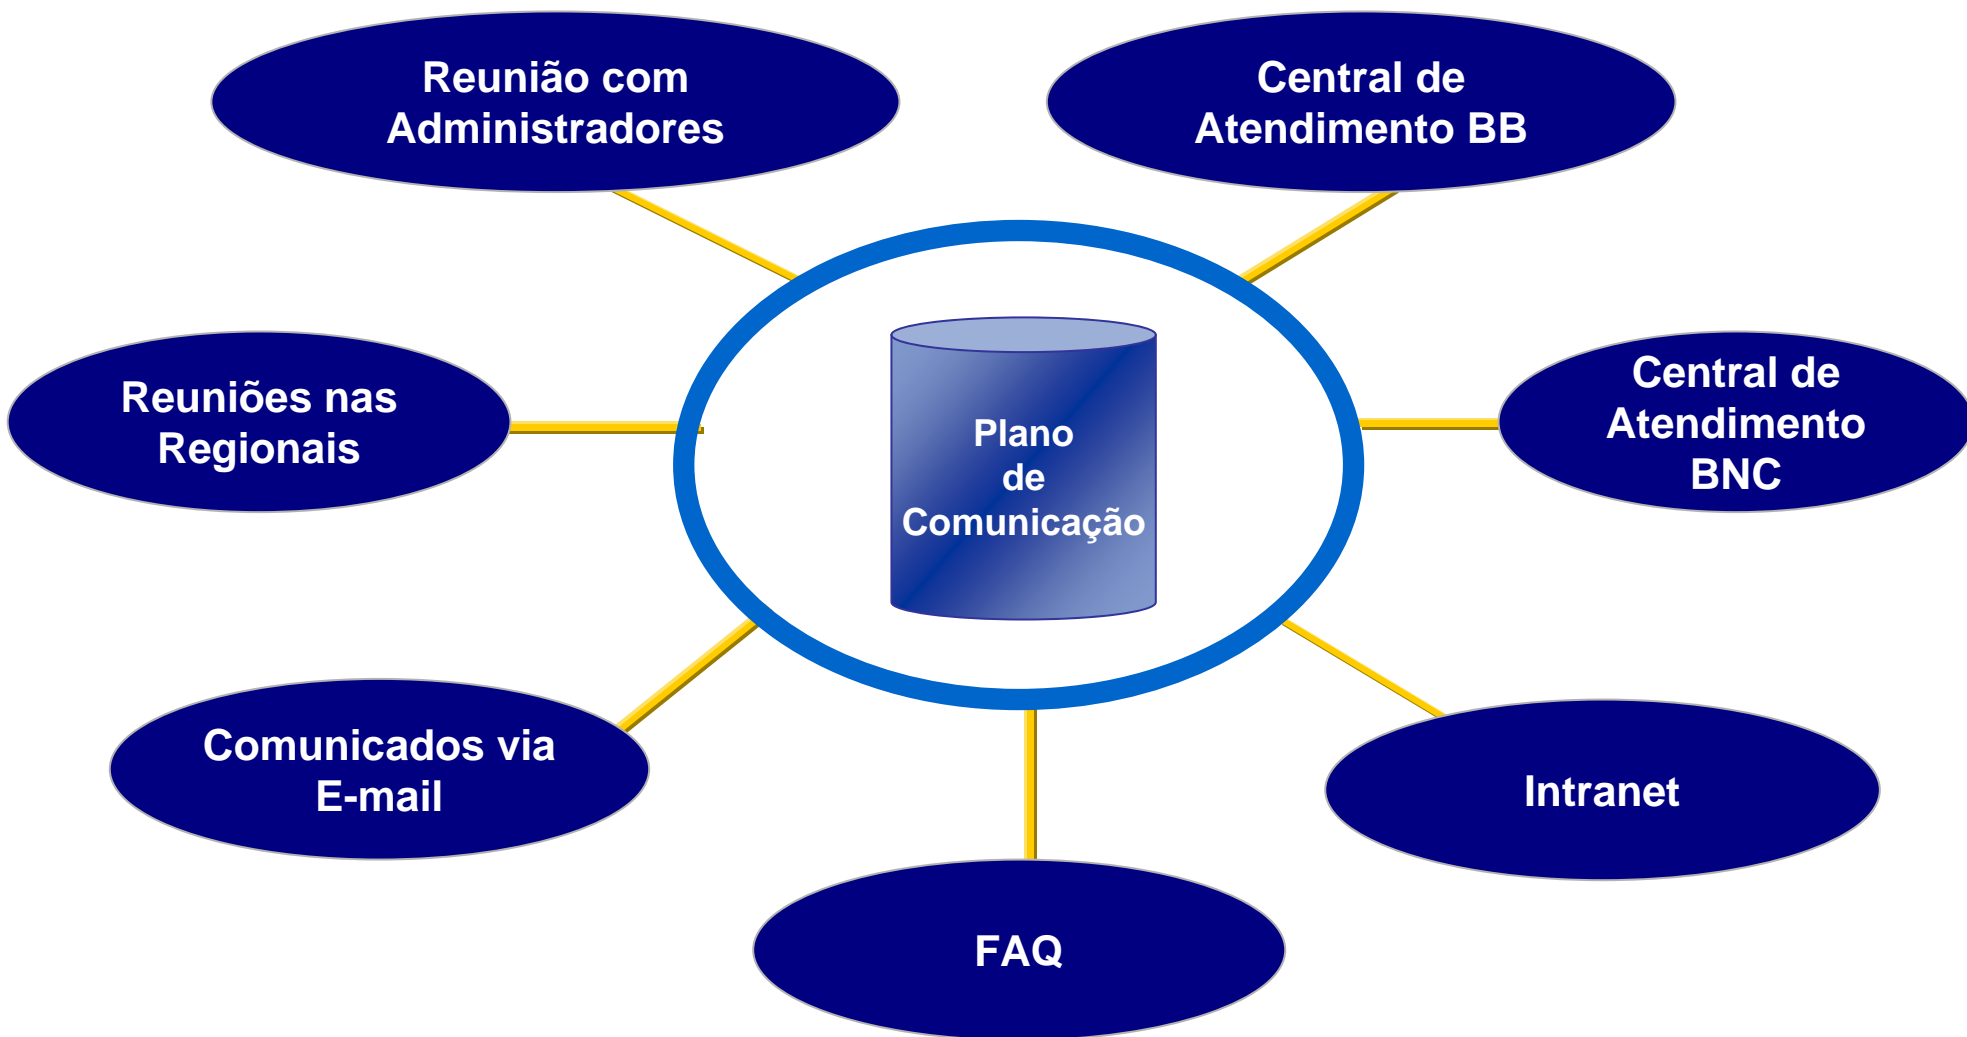 Reunião com
Administradores
Central de
Atendimento BB
Reuniões nas
Regionais
Plano
de
Comunicação
Central de
Atendimento
BNC
Comunicados via
E-mail
Intranet
FAQ